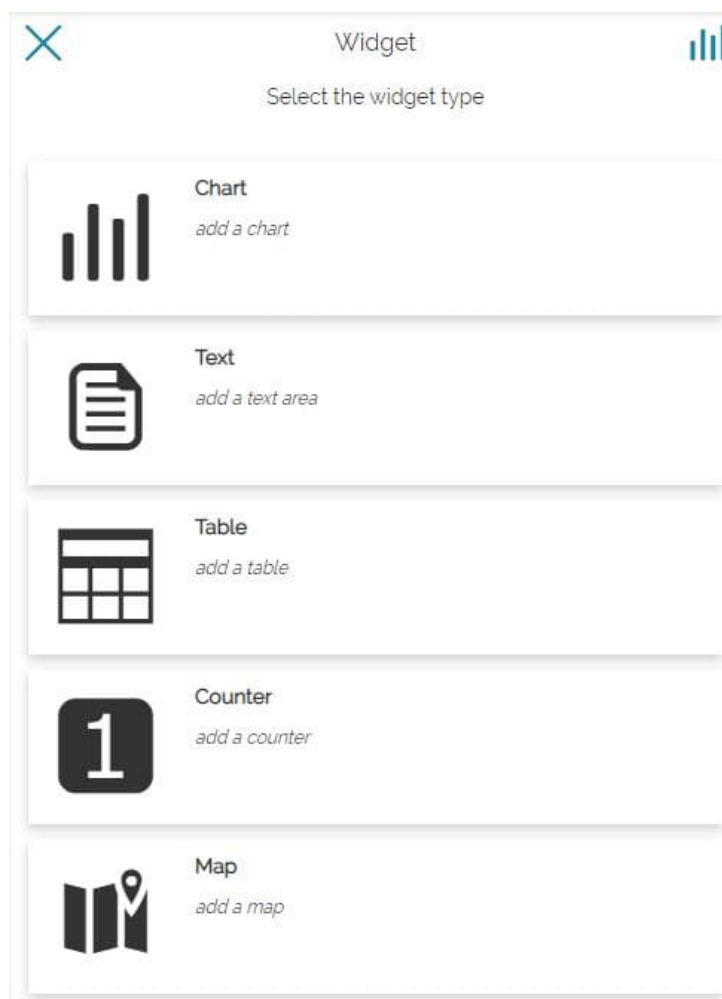 Widget
Select the widget type
Chart
add a chart
Text
add a text area
Table
add a table
1
Counter
add a counter
Map
add a map